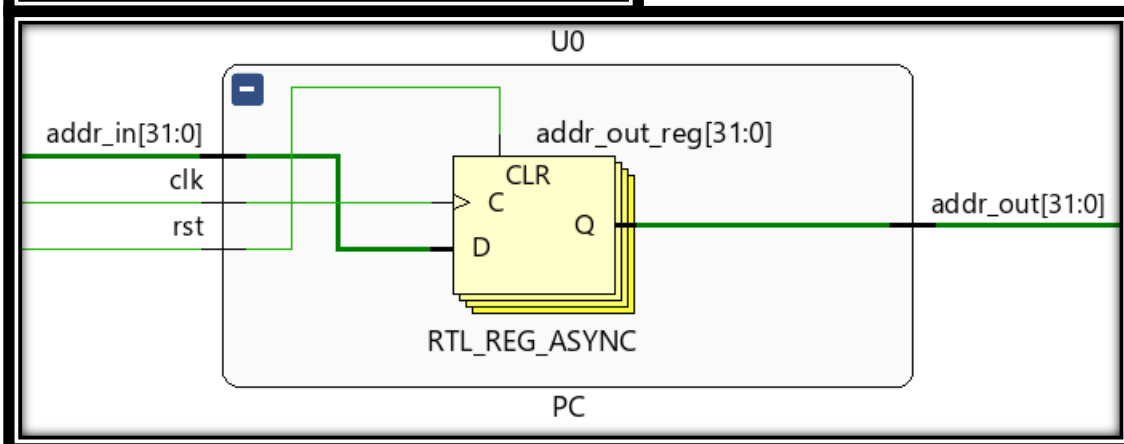 U0
addr_in[31:0]
addr_out_reg[31:0]
clk
CLR
C
rst
Q
D
addr_out[31:0]
RTL_REG_ASYNC
PC